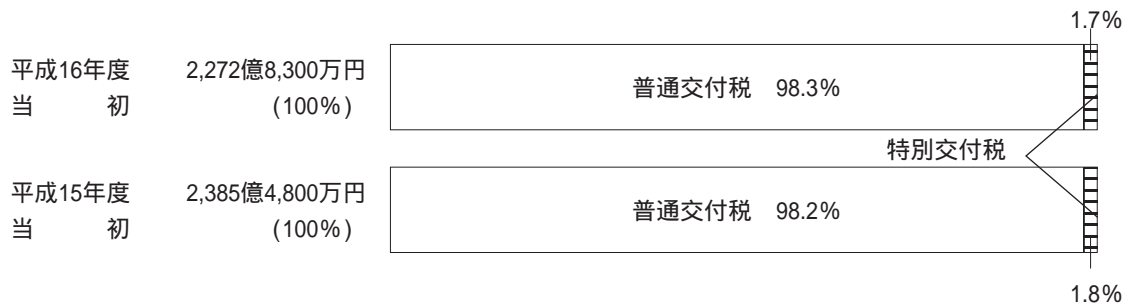 1.7%
平成16年度 2,272億8,300万円
当 初 (100%)
普通交付税 98.3%
特別交付税
平成15年度 2,385億4,800万円
当 初 (100%)
普通交付税 98.2%
1.8%